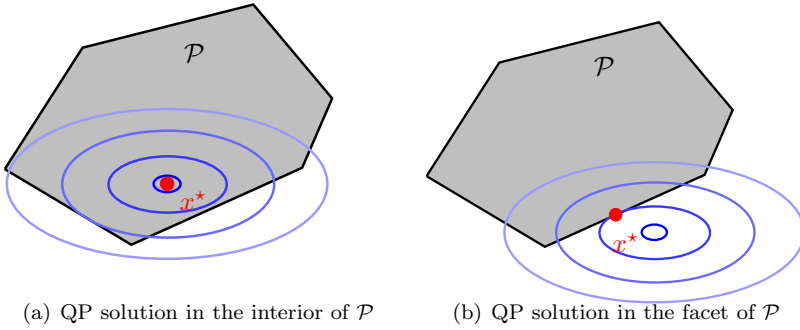 𝒫
𝒫
x⋆
x⋆
(a) QP solution in the interior of 𝒫
(b) QP solution in the facet of 𝒫